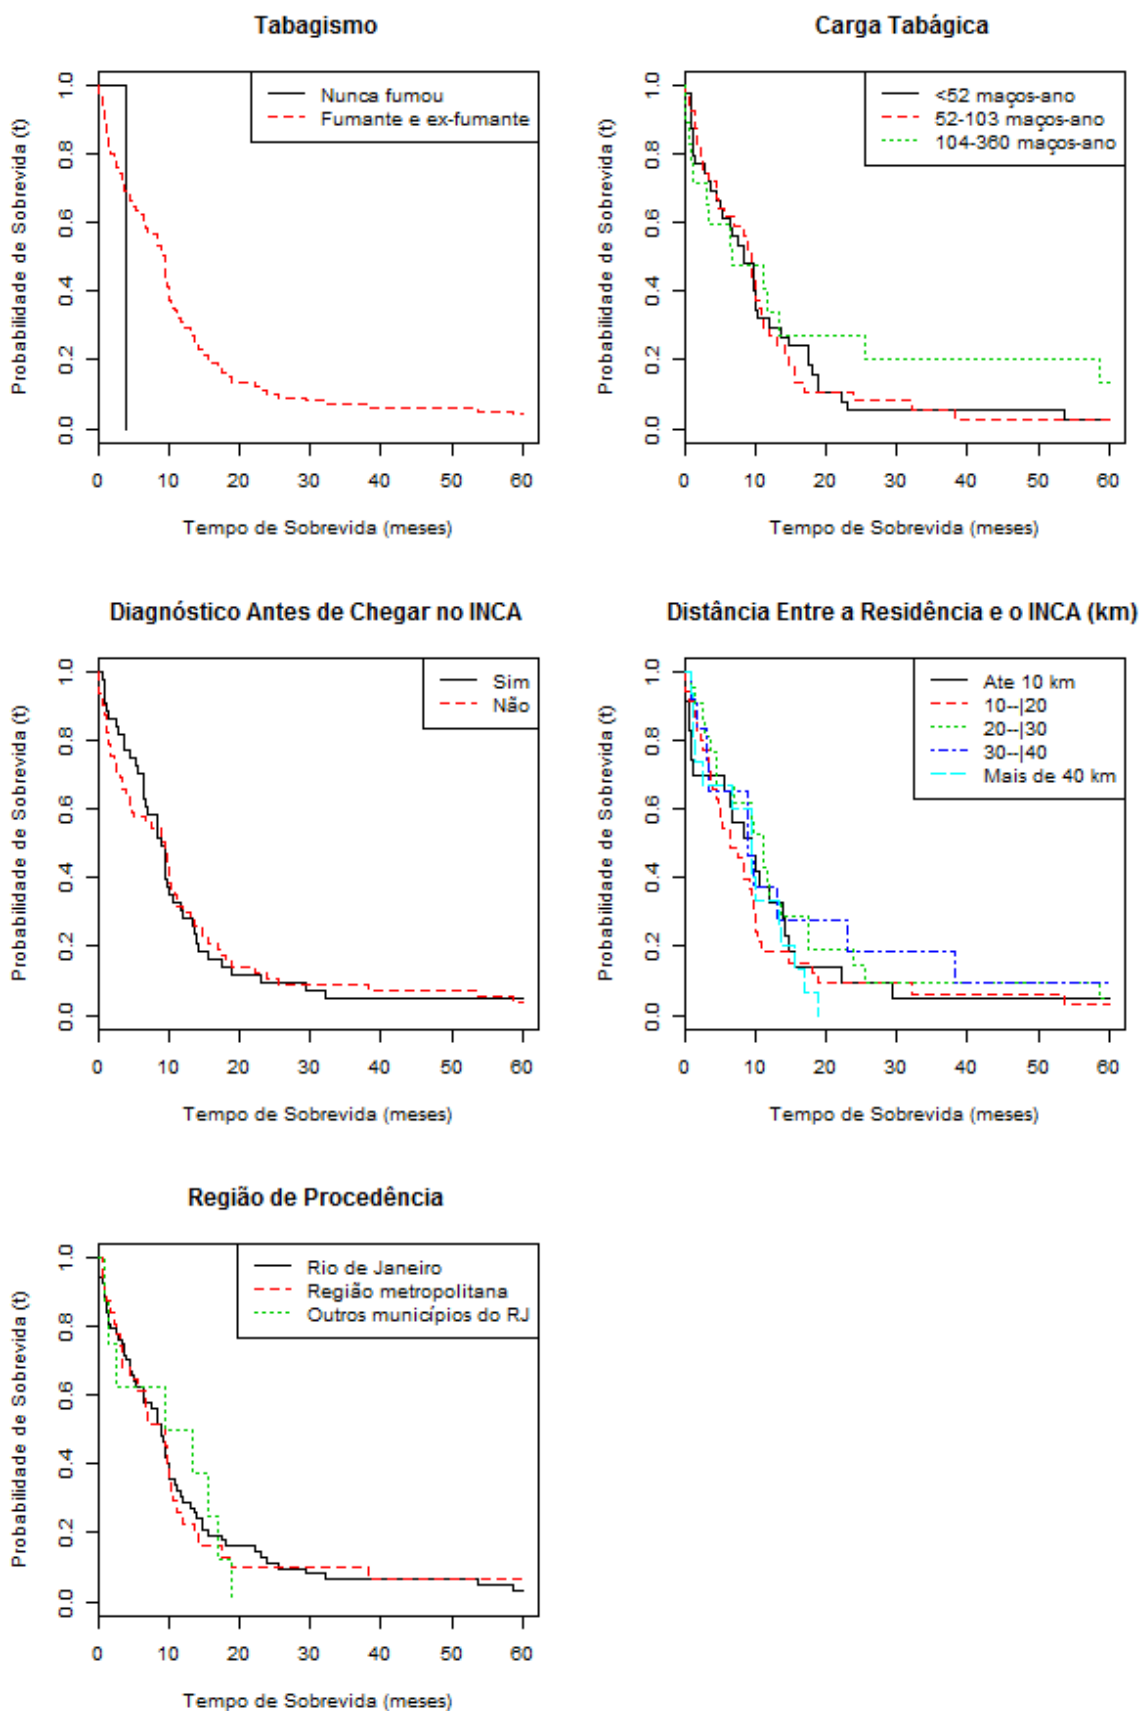 Tabagismo
Probabilidade de Sobrevida (t)
0.0 0.2 0.4 0.6 0.8 1.0
Nunca fumou
Fumante e ex-fumante
0 10 20 30 40 50 60
Tempo de Sobrevida (meses)
Carga Tabágica
Probabilidade de Sobrevida (t)
0.0 0.2 0.4 0.6 0.8 1.0
<52 maços-ano
52-103 maços-ano
104-360 maços-ano
0 10 20 30 40 50 60
Tempo de Sobrevida (meses)
Diagnóstico Antes de Chegar no INCA
Probabilidade de Sobrevida (t)
0.0 0.2 0.4 0.6 0.8 1.0
Sim
Não
0 10 20 30 40 50 60
Tempo de Sobrevida (meses)
Distância Entre a Residência e o INCA (km)
Probabilidade de Sobrevida (t)
0.0 0.2 0.4 0.6 0.8 1.0
Ate 10 km
10--|20
20--|30
30--|40
Mais de 40 km
0 10 20 30 40 50 60
Tempo de Sobrevida (meses)
Região de Procedência
Probabilidade de Sobrevida (t)
0.0 0.2 0.4 0.6 0.8 1.0
Rio de Janeiro
Região metropolitana
Outros municípios do RJ
0 10 20 30 40 50 60
Tempo de Sobrevida (meses)